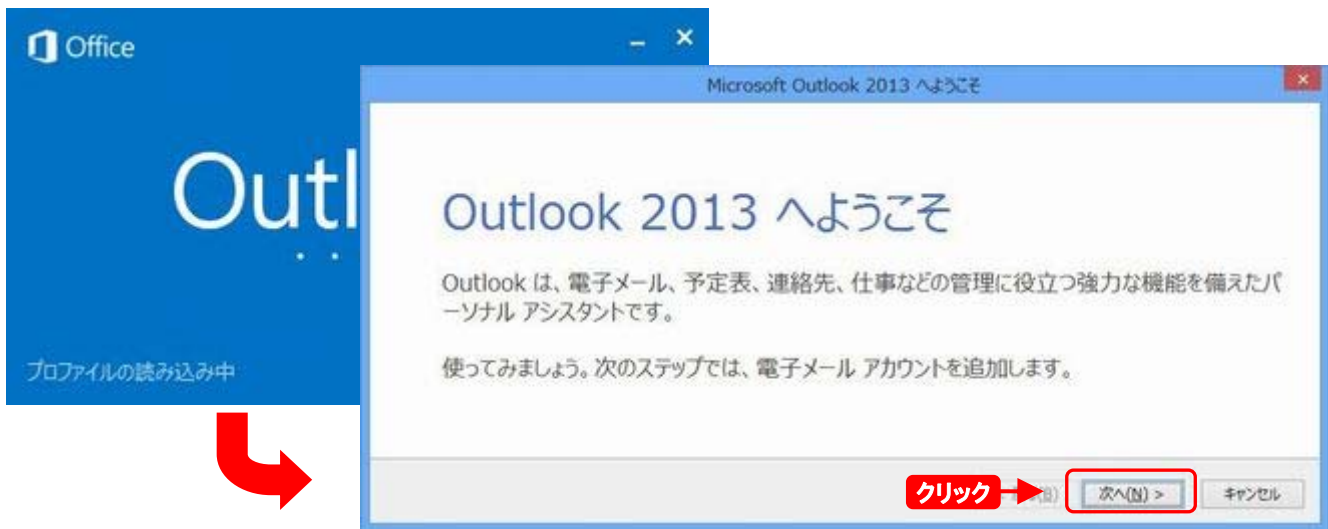 Office
Outl
プロファイルの読み込み中
Microsoft Outlook 2013 へようこそ
Outlook 2013 へようこそ
Outlook は、電子メール、予定表、連絡先、仕事などの管理に役立つ強力な機能を備えたパ
ーソナル アシスタントです。
使ってみましょう。次のステップでは、電子メール アカウントを追加します。
クリック (B) 次へ(N) > キャンセル